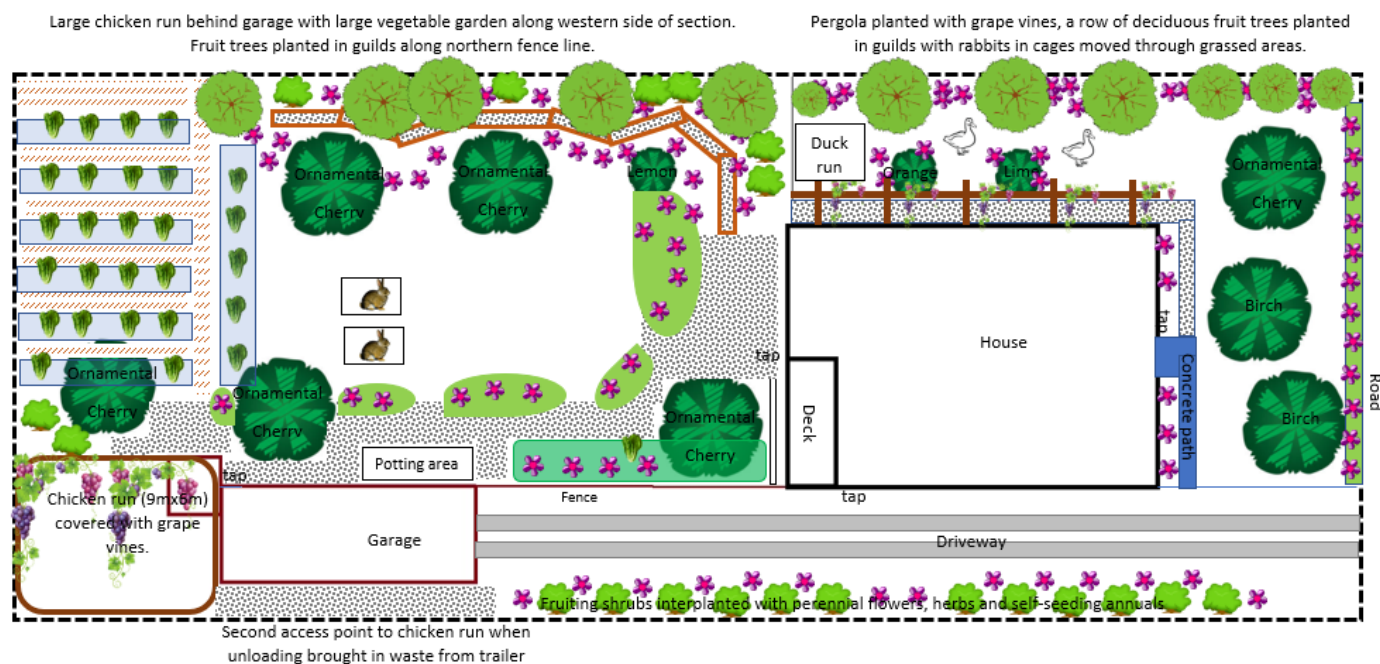 Large chicken run behind garage with large vegetable garden along western side of section.
Fruit trees planted in guilds along northern fence line.
Pergola planted with grape vines, a row of deciduous fruit trees planted
in guilds with rabbits in cages moved through grassed areas.
Duck
run
Ornamental
Cherry
Ornamental
Cherry
Lemon
Orange
Lime
Ornamental
Cherry
House
Birch
tap
tap
Ornamental
Cherry
Ornamental
Cherry
Ornamental
Cherry
Deck
Concrete path
Birch
Road
Potting area
tap
Chicken run (9mx6m)
covered with grape
vines.
Fence
tap
Garage
Driveway
Fruiting shrubs interplanted with perennial flowers, herbs and self-seeding annuals
Second access point to chicken run when
unloading brought in waste from trailer